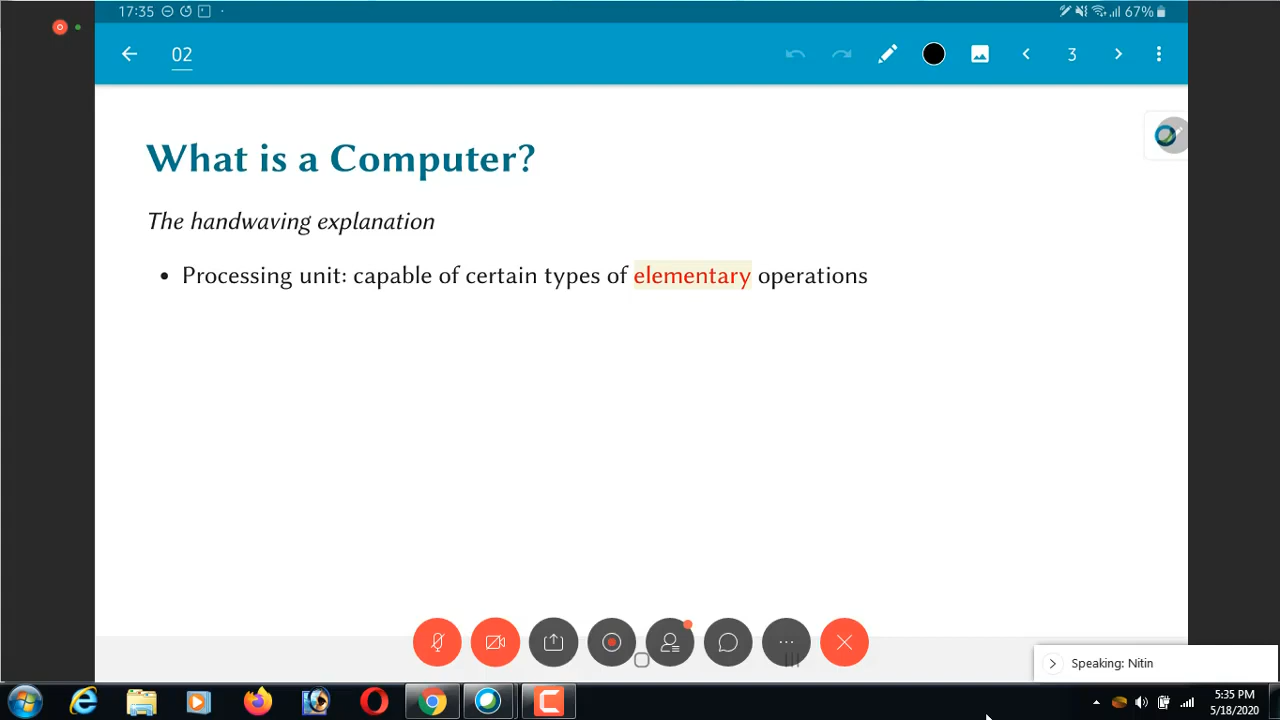 17:35
67%
02
3
What is a Computer?
The handwaving explanation
• Processing unit: capable of certain types of elementary operations
Speaking: Nitin
5:35 PM
5/18/2020